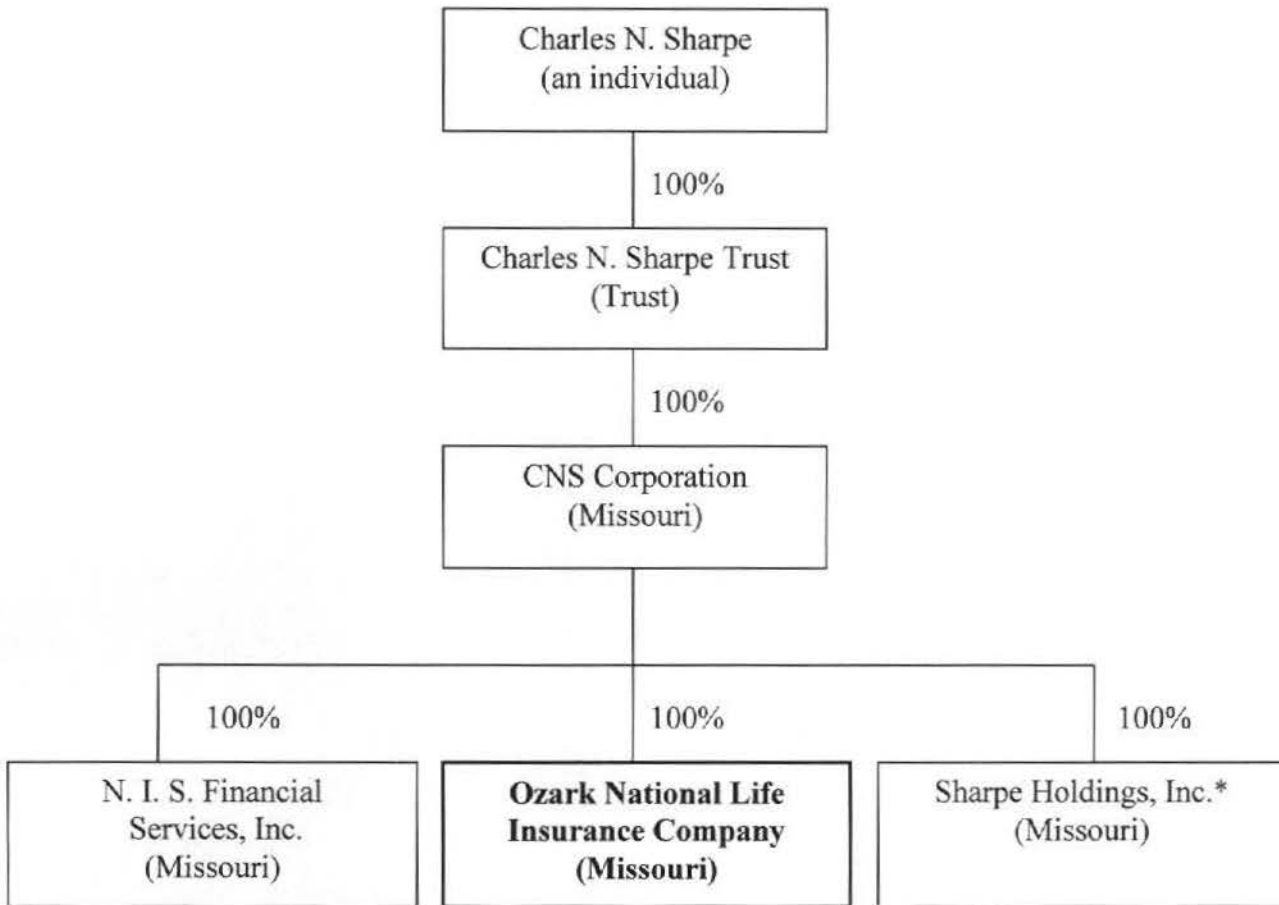 Charles N. Sharpe
(an individual)
100%
Charles N. Sharpe Trust
(Trust)
100%
CNS Corporation
(Missouri)
100%
100%
100%
N. I. S. Financial
Services, Inc.
(Missouri)
Ozark National Life
Insurance Company
(Missouri)
Sharpe Holdings, Inc.*
(Missouri)